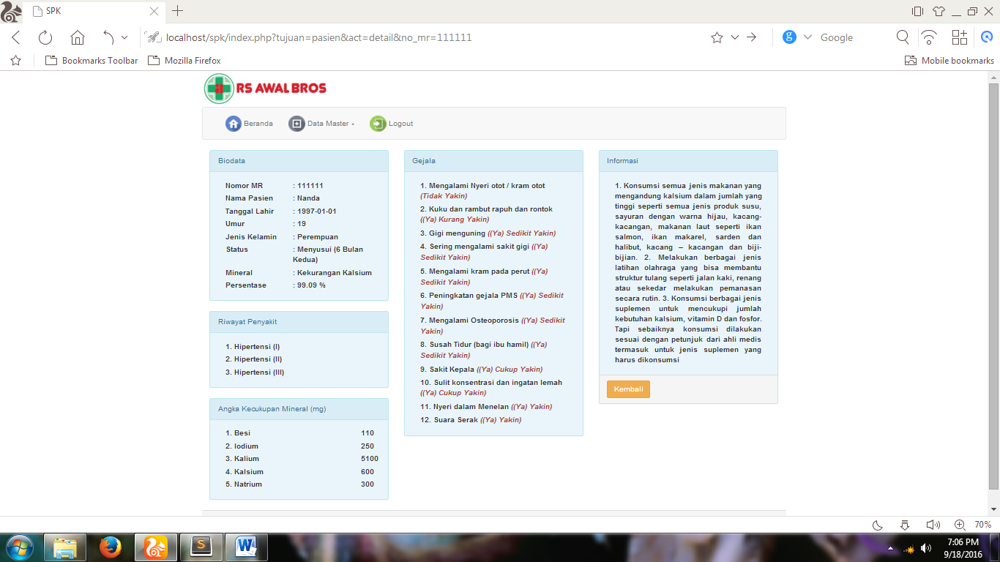 SPK
localhost/spk/index.php?tujuan=pasien&act=detail&no_mr=111111
g
Google
Bookmarks Toolbar
Mozilla Firefox
Mobile bookmarks
RS AWAL BROS
Beranda
Data Master
Logout
Biodata
Nomor MR : 111111
Nama Pasien : Nanda
Tanggal Lahir : 1997-01-01
Umur : 19
Jenis Kelamin : Perempuan
Status : Menyusui (6 Bulan
Kedua)
Mineral : Kekurangan Kalsium
Persentase : 99.09 %
Riwayat Penyakit
1. Hipertensi (I)
2. Hipertensi (II)
3. Hipertensi (III)
Angka Kecukupan Mineral (mg)
1. Besi 110
2. Iodium 250
3. Kalium 5100
4. Kalsium 600
5. Natrium 300
Gejala
1. Mengalami Nyeri otot / kram otot
(Tidak Yakin)
2. Kuku dan rambut rapuh dan rontok
((Ya) Kurang Yakin)
3. Gigi menguning ((Ya) Sedikit Yakin)
4. Sering mengalami sakit gigi ((Ya)
Sedikit Yakin)
5. Mengalami kram pada perut ((Ya)
Sedikit Yakin)
6. Peningkatan gejala PMS ((Ya) Sedikit
Yakin)
7. Mengalami Osteoporosis ((Ya) Sedikit
Yakin)
8. Susah Tidur (bagi ibu hamil) ((Ya)
Sedikit Yakin)
9. Sakit Kepala ((Ya) Cukup Yakin)
10. Sulit konsentrasi dan ingatan lemah
((Ya) Cukup Yakin)
11. Nyeri dalam Menelan ((Ya) Yakin)
12. Suara Serak ((Ya) Yakin)
Informasi
1. Konsumsi semua jenis makanan yang
mengandung kalsium dalam jumlah yang
tinggi seperti semua jenis produk susu,
sayuran dengan warna hijau, kacang-
kacangan, makanan laut seperti ikan
salmon, ikan makarel, sarden dan
halibut, kacang – kacangan dan biji-
bijian. 2. Melakukan berbagai jenis
latihan olahraga yang bisa membantu
struktur tulang seperti jalan kaki, renang
atau sekedar melakukan pemanasan
secara rutin. 3. Konsumsi berbagai jenis
suplemen untuk mencukupi jumlah
kebutuhan kalsium, vitamin D dan fosfor.
Tapi sebaiknya konsumsi dilakukan
sesuai dengan petunjuk dari ahli medis
termasuk untuk jenis suplemen yang
harus dikonsumsi
Kembali
70%
S
W
7:06 PM
9/18/2016